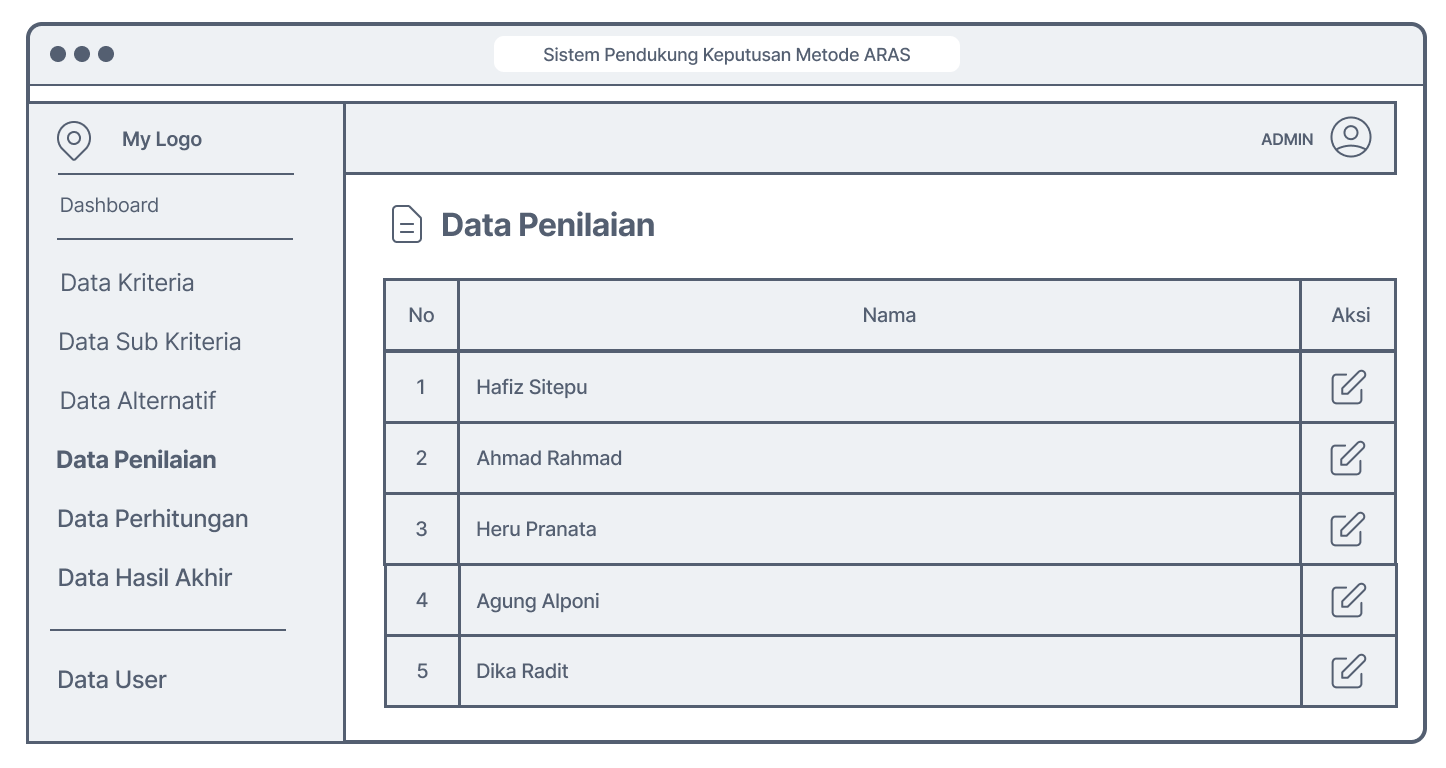 Sistem Pendukung Keputusan Metode ARAS
My Logo
ADMIN
Dashboard
Data Kriteria
Data Sub Kriteria
Data Alternatif
Data Penilaian
Data Perhitungan
Data Hasil Akhir
Data User
Data Penilaian
No Nama Aksi
1 Hafiz Sitepu
2 Ahmad Rahmad
3 Heru Pranata
4 Agung Alponi
5 Dika Radit